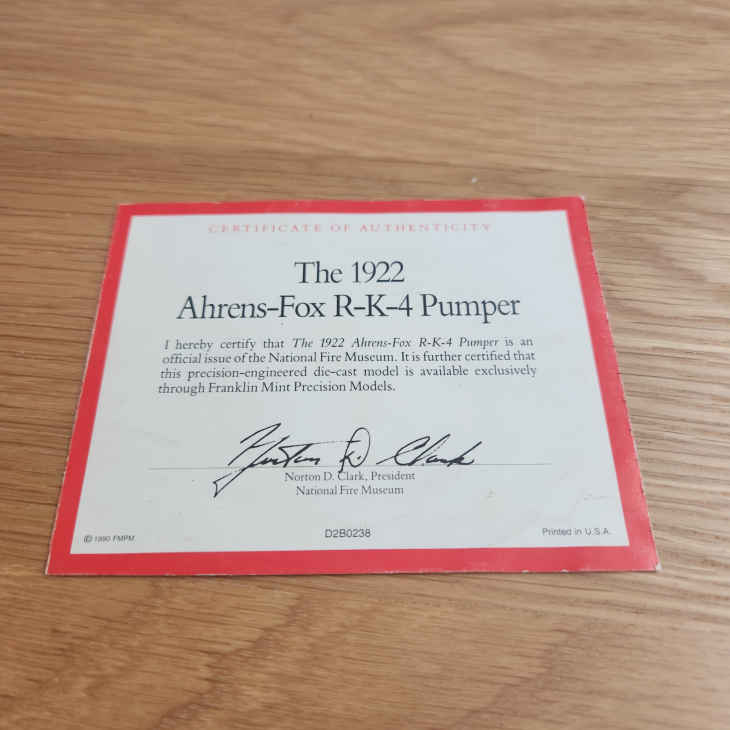 CERTIFICATE OF AUTHENTICITY
The 1922
Ahrens-Fox R-K-4 Pumper
I hereby certify that The 1922 Ahrens-Fox R-K-4 Pumper is an
official issue of the National Fire Museum. It is further certified that
this precision-engineered die-cast model is available exclusively
through Franklin Mint Precision Models.
Norton D. Clark
Norton D. Clark, President
National Fire Museum
© 1990 FMPM
D2B0238
Printed in U.S.A.